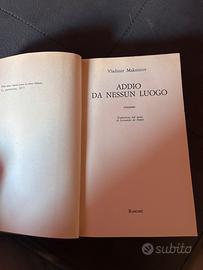 Vladimir Maksimov
ADDIO
DA NESSUN LUOGO
romanzo
Traduzione dal russo
Rusconi
subito